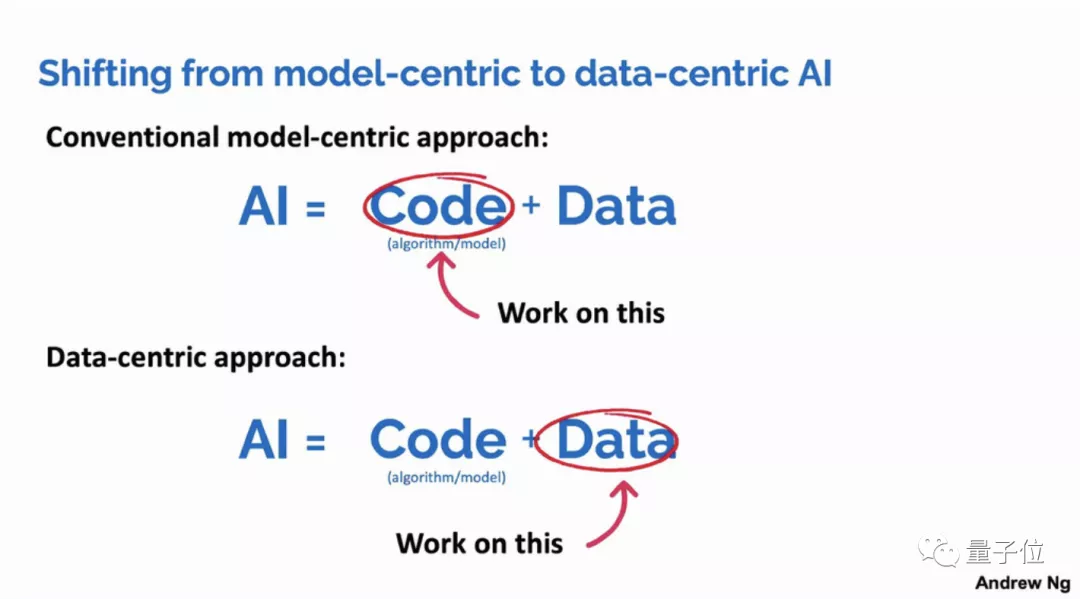 Shifting from model-centric to data-centric AI
Conventional model-centric approach:
AI = Code + Data
(algorithm/model)
Work on this
Data-centric approach:
AI = Code + Data
(algorithm/model)
Work on this
量子位
Andrew Ng